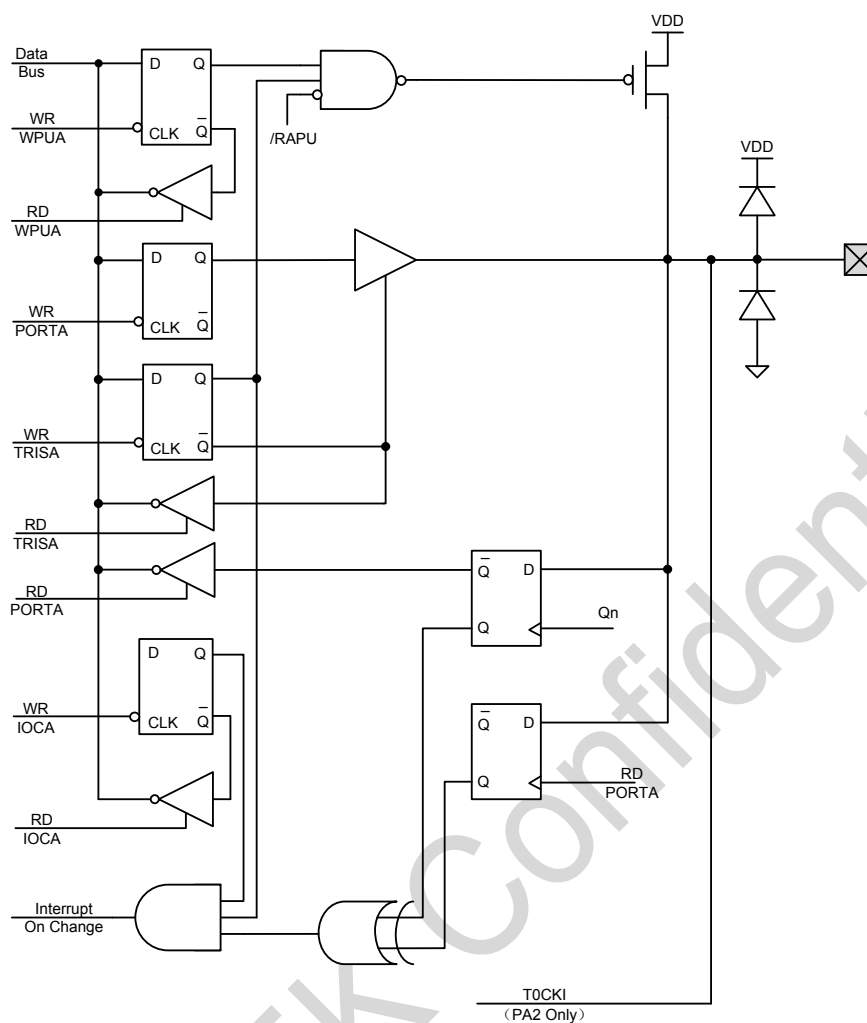 VDD
Data
Bus
D Q
WR
WPUA
CLK Q
/RAPU
VDD
RD
WPUA
D Q
WR
PORTA
CLK Q
D Q
WR
TRISA
CLK Q
RD
TRISA
RD
PORTA
Q D
Qn
Q
D Q
WR
IOCA
CLK Q
Q D
Q
RD
PORTA
RD
IOCA
Interrupt
On Change
T0CKI
(PA2 Only)
Confident